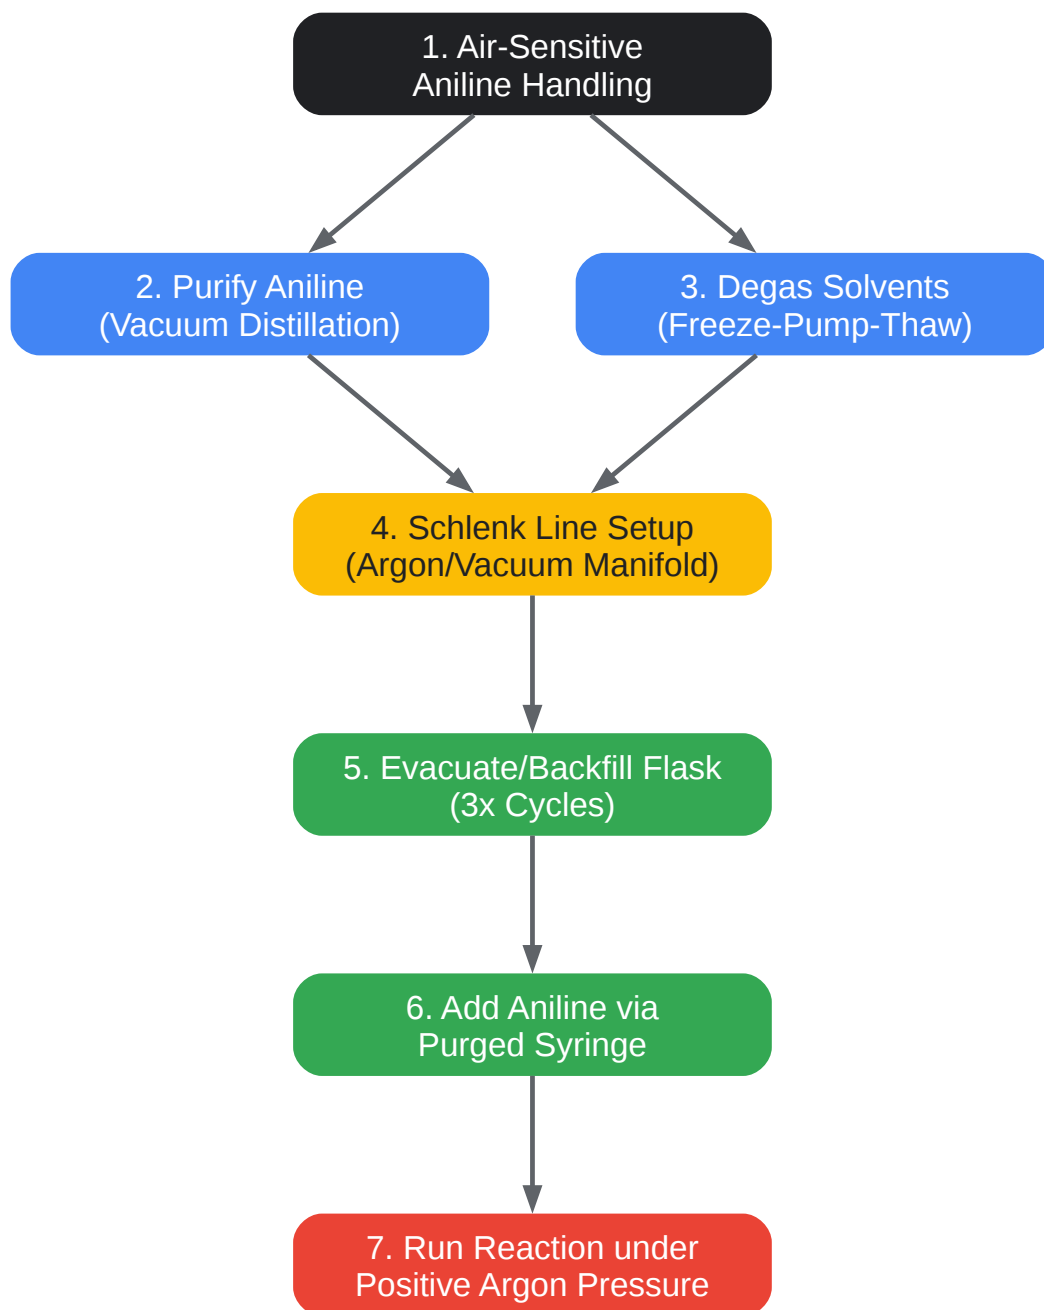 1. Air-Sensitive
Aniline Handling
2. Purify Aniline
(Vacuum Distillation)
3. Degas Solvents
(Freeze-Pump-Thaw)
4. Schlenk Line Setup
(Argon/Vacuum Manifold)
5. Evacuate/Backfill Flask
(3x Cycles)
6. Add Aniline via
Purged Syringe
7. Run Reaction under
Positive Argon Pressure